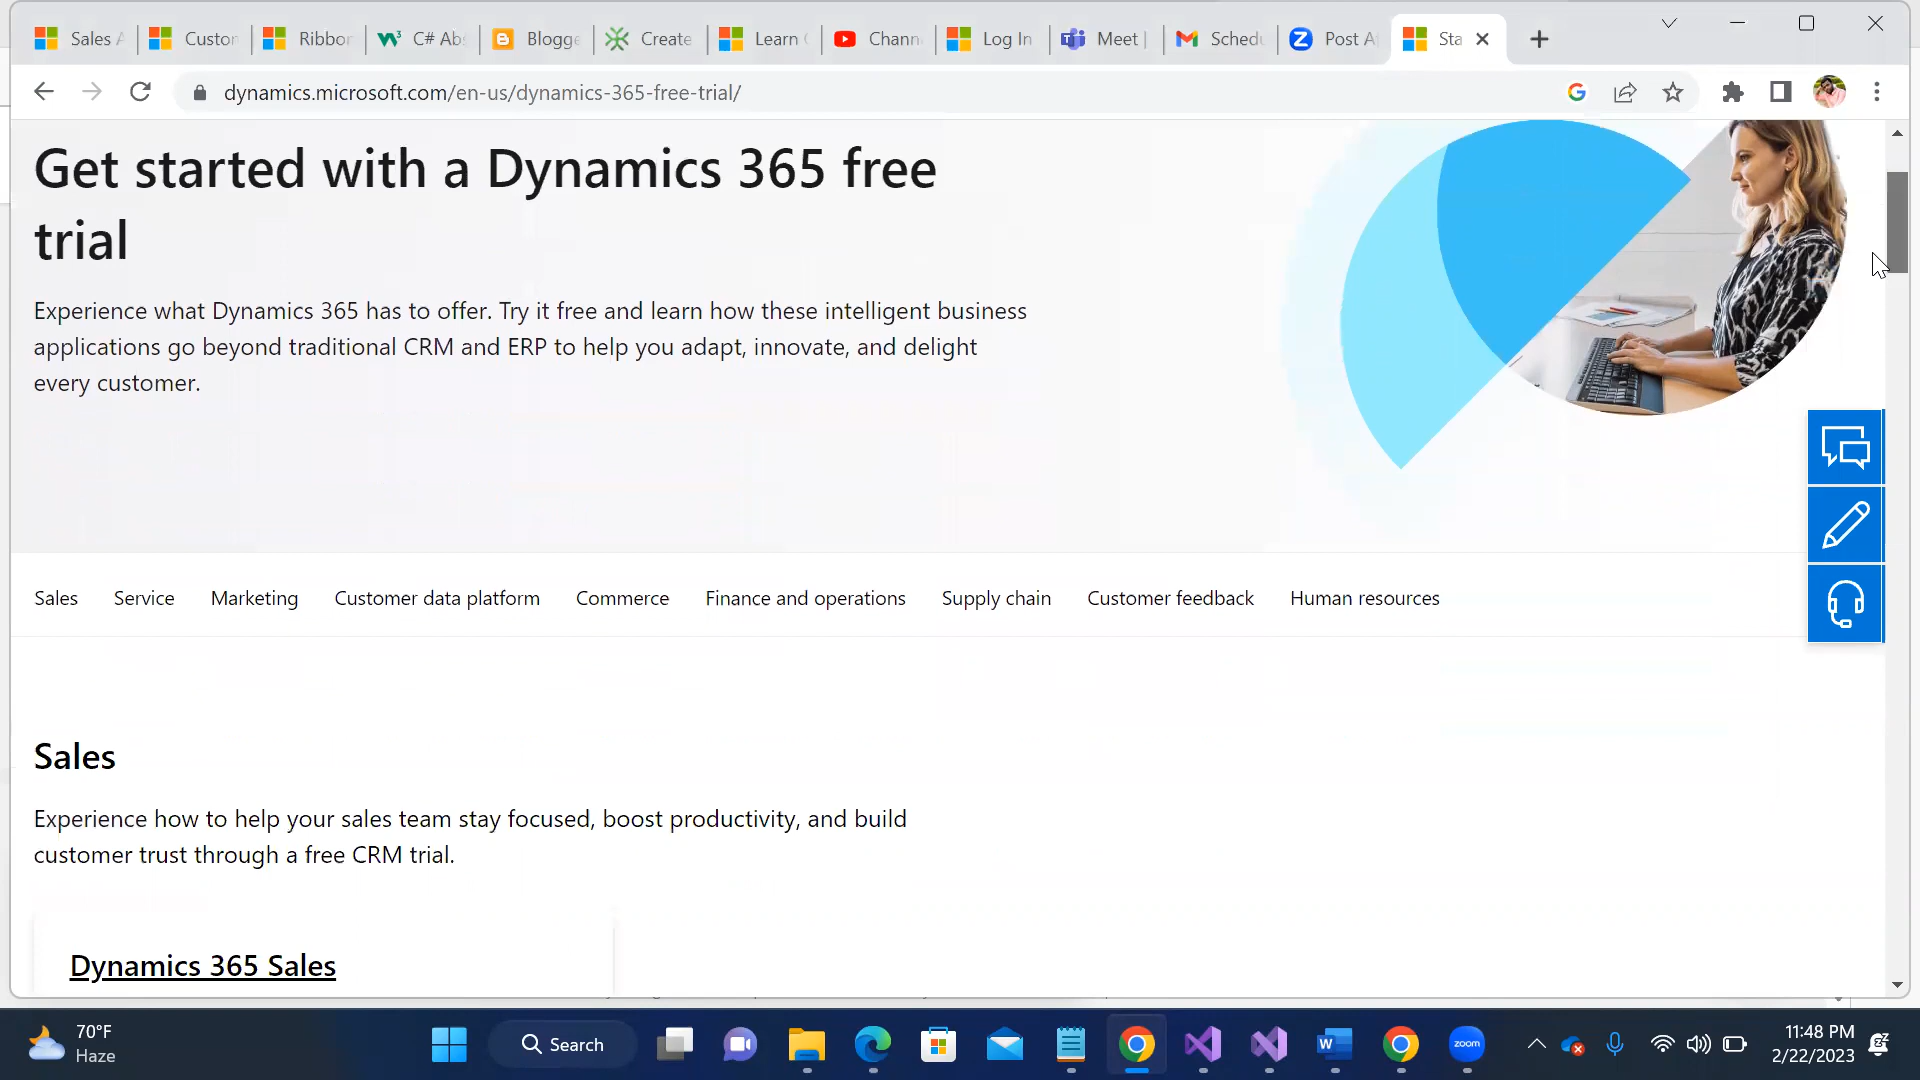 Sales A
Custon
Ribbor
C# Abs
Blogge
Create
Learn
Chann
Log In
Meet |
Schedu
Post A
Sta
dynamics.microsoft.com/en-us/dynamics-365-free-trial/
Get started with a Dynamics 365 free
trial
Experience what Dynamics 365 has to offer. Try it free and learn how these intelligent business
applications go beyond traditional CRM and ERP to help you adapt, innovate, and delight
every customer.
Sales Service Marketing Customer data platform Commerce Finance and operations Supply chain Customer feedback Human resources
Sales
Experience how to help your sales team stay focused, boost productivity, and build
customer trust through a free CRM trial.
Dynamics 365 Sales
70°F
Haze
Search
zoom
11:48 PM
2/22/2023